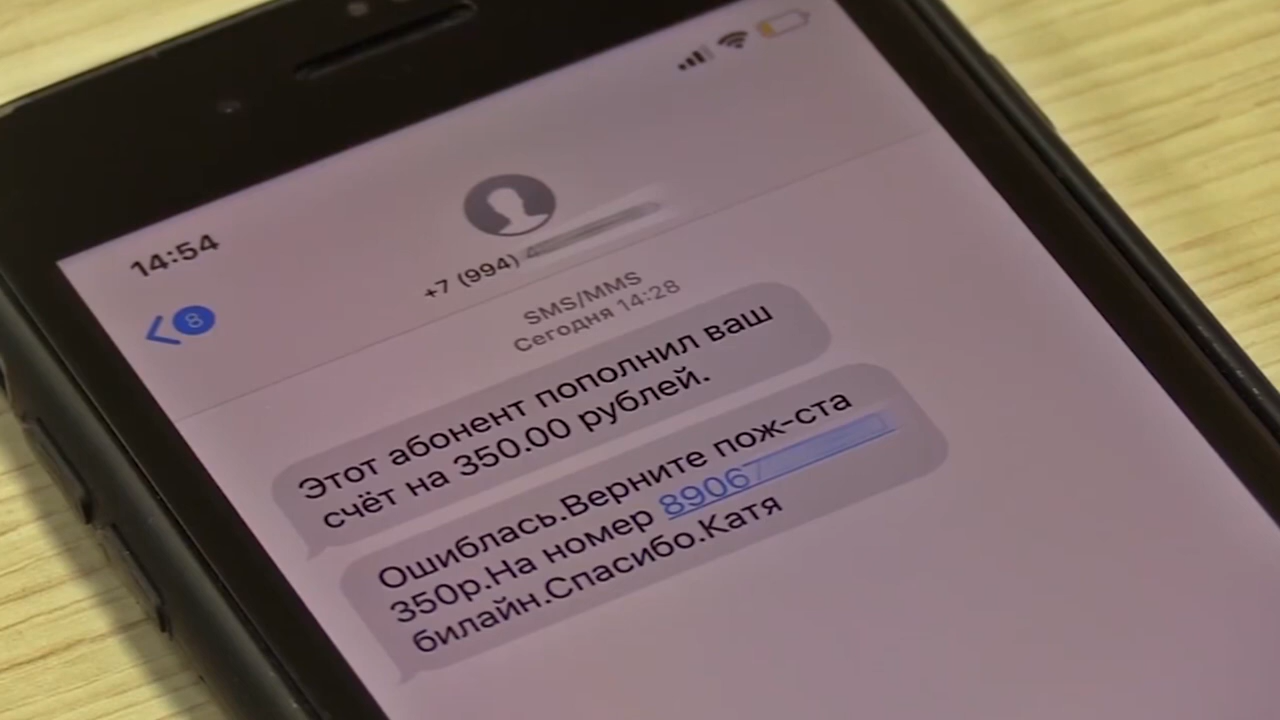 14:54
8
+7 (994)
SMS/MMS
Сегодня 14:28
Этот абонент пополнил ваш
счёт на 350.00 рублей.
Ошиблась.Верните пож-ста
350р.На номер 8906
билайн.Спасибо.Катя